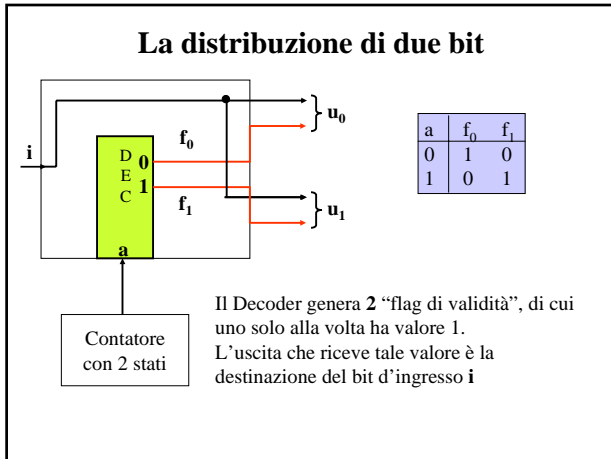 La distribuzione di due bit
i
D
E
C
0
1
a
f0
f1
u0
u1
a f0 f1
0 1 0
1 0 1
Contatore
con 2 stati
Il Decoder genera 2 “flag di validità”, di cui
uno solo alla volta ha valore 1.
L’uscita che riceve tale valore è la
destinazione del bit d’ingresso i